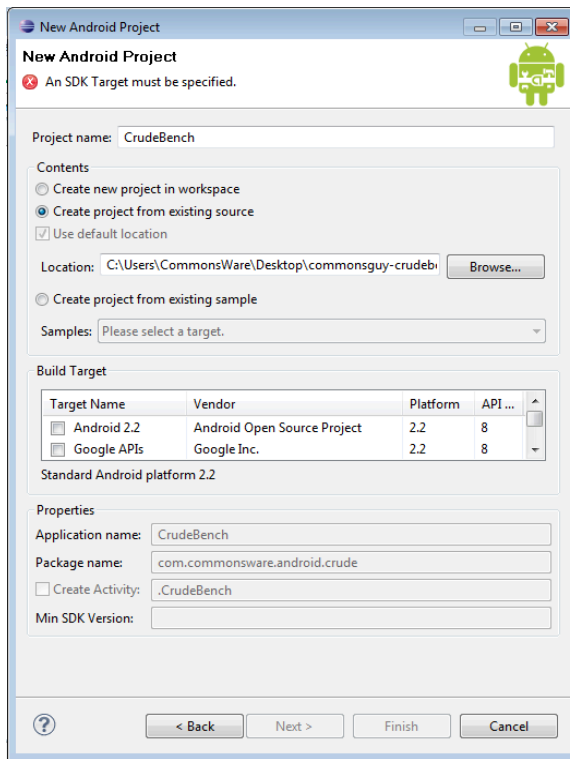 New Android Project
New Android Project
An SDK Target must be specified.
Project name: CrudeBench
Contents
Create new project in workspace
Create project from existing source
Use default location
Location: C:\Users\CommonsWare\Desktop\commonsguy-crudeb Browse...
Create project from existing sample
Samples: Please select a target.
Build Target
Target Name Vendor Platform API ...
Android 2.2 Android Open Source Project 2.2 8
Google APIs Google Inc. 2.2 8
Standard Android platform 2.2
Properties
Application name: CrudeBench
Package name: com.commonsware.android.crude
Create Activity: .CrudeBench
Min SDK Version:
? < Back Next > Finish Cancel